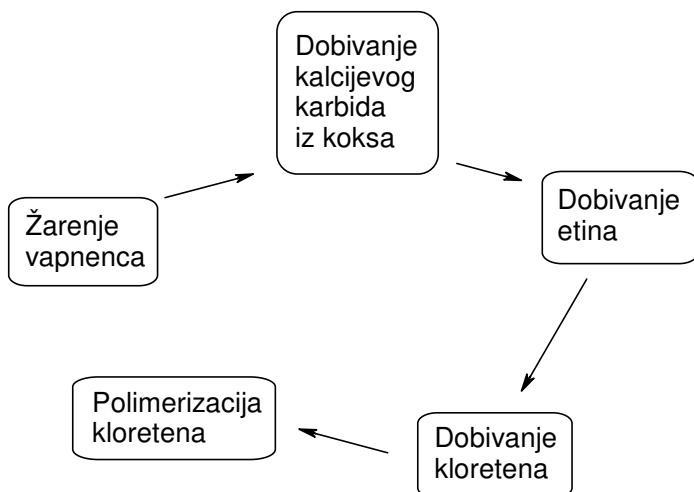 Žarenje
vapnenca
Dobivanje
kalcijevog
karbida
iz koksa
Dobivanje
etina
Dobivanje
kloretena
Polimerizacija
kloretena